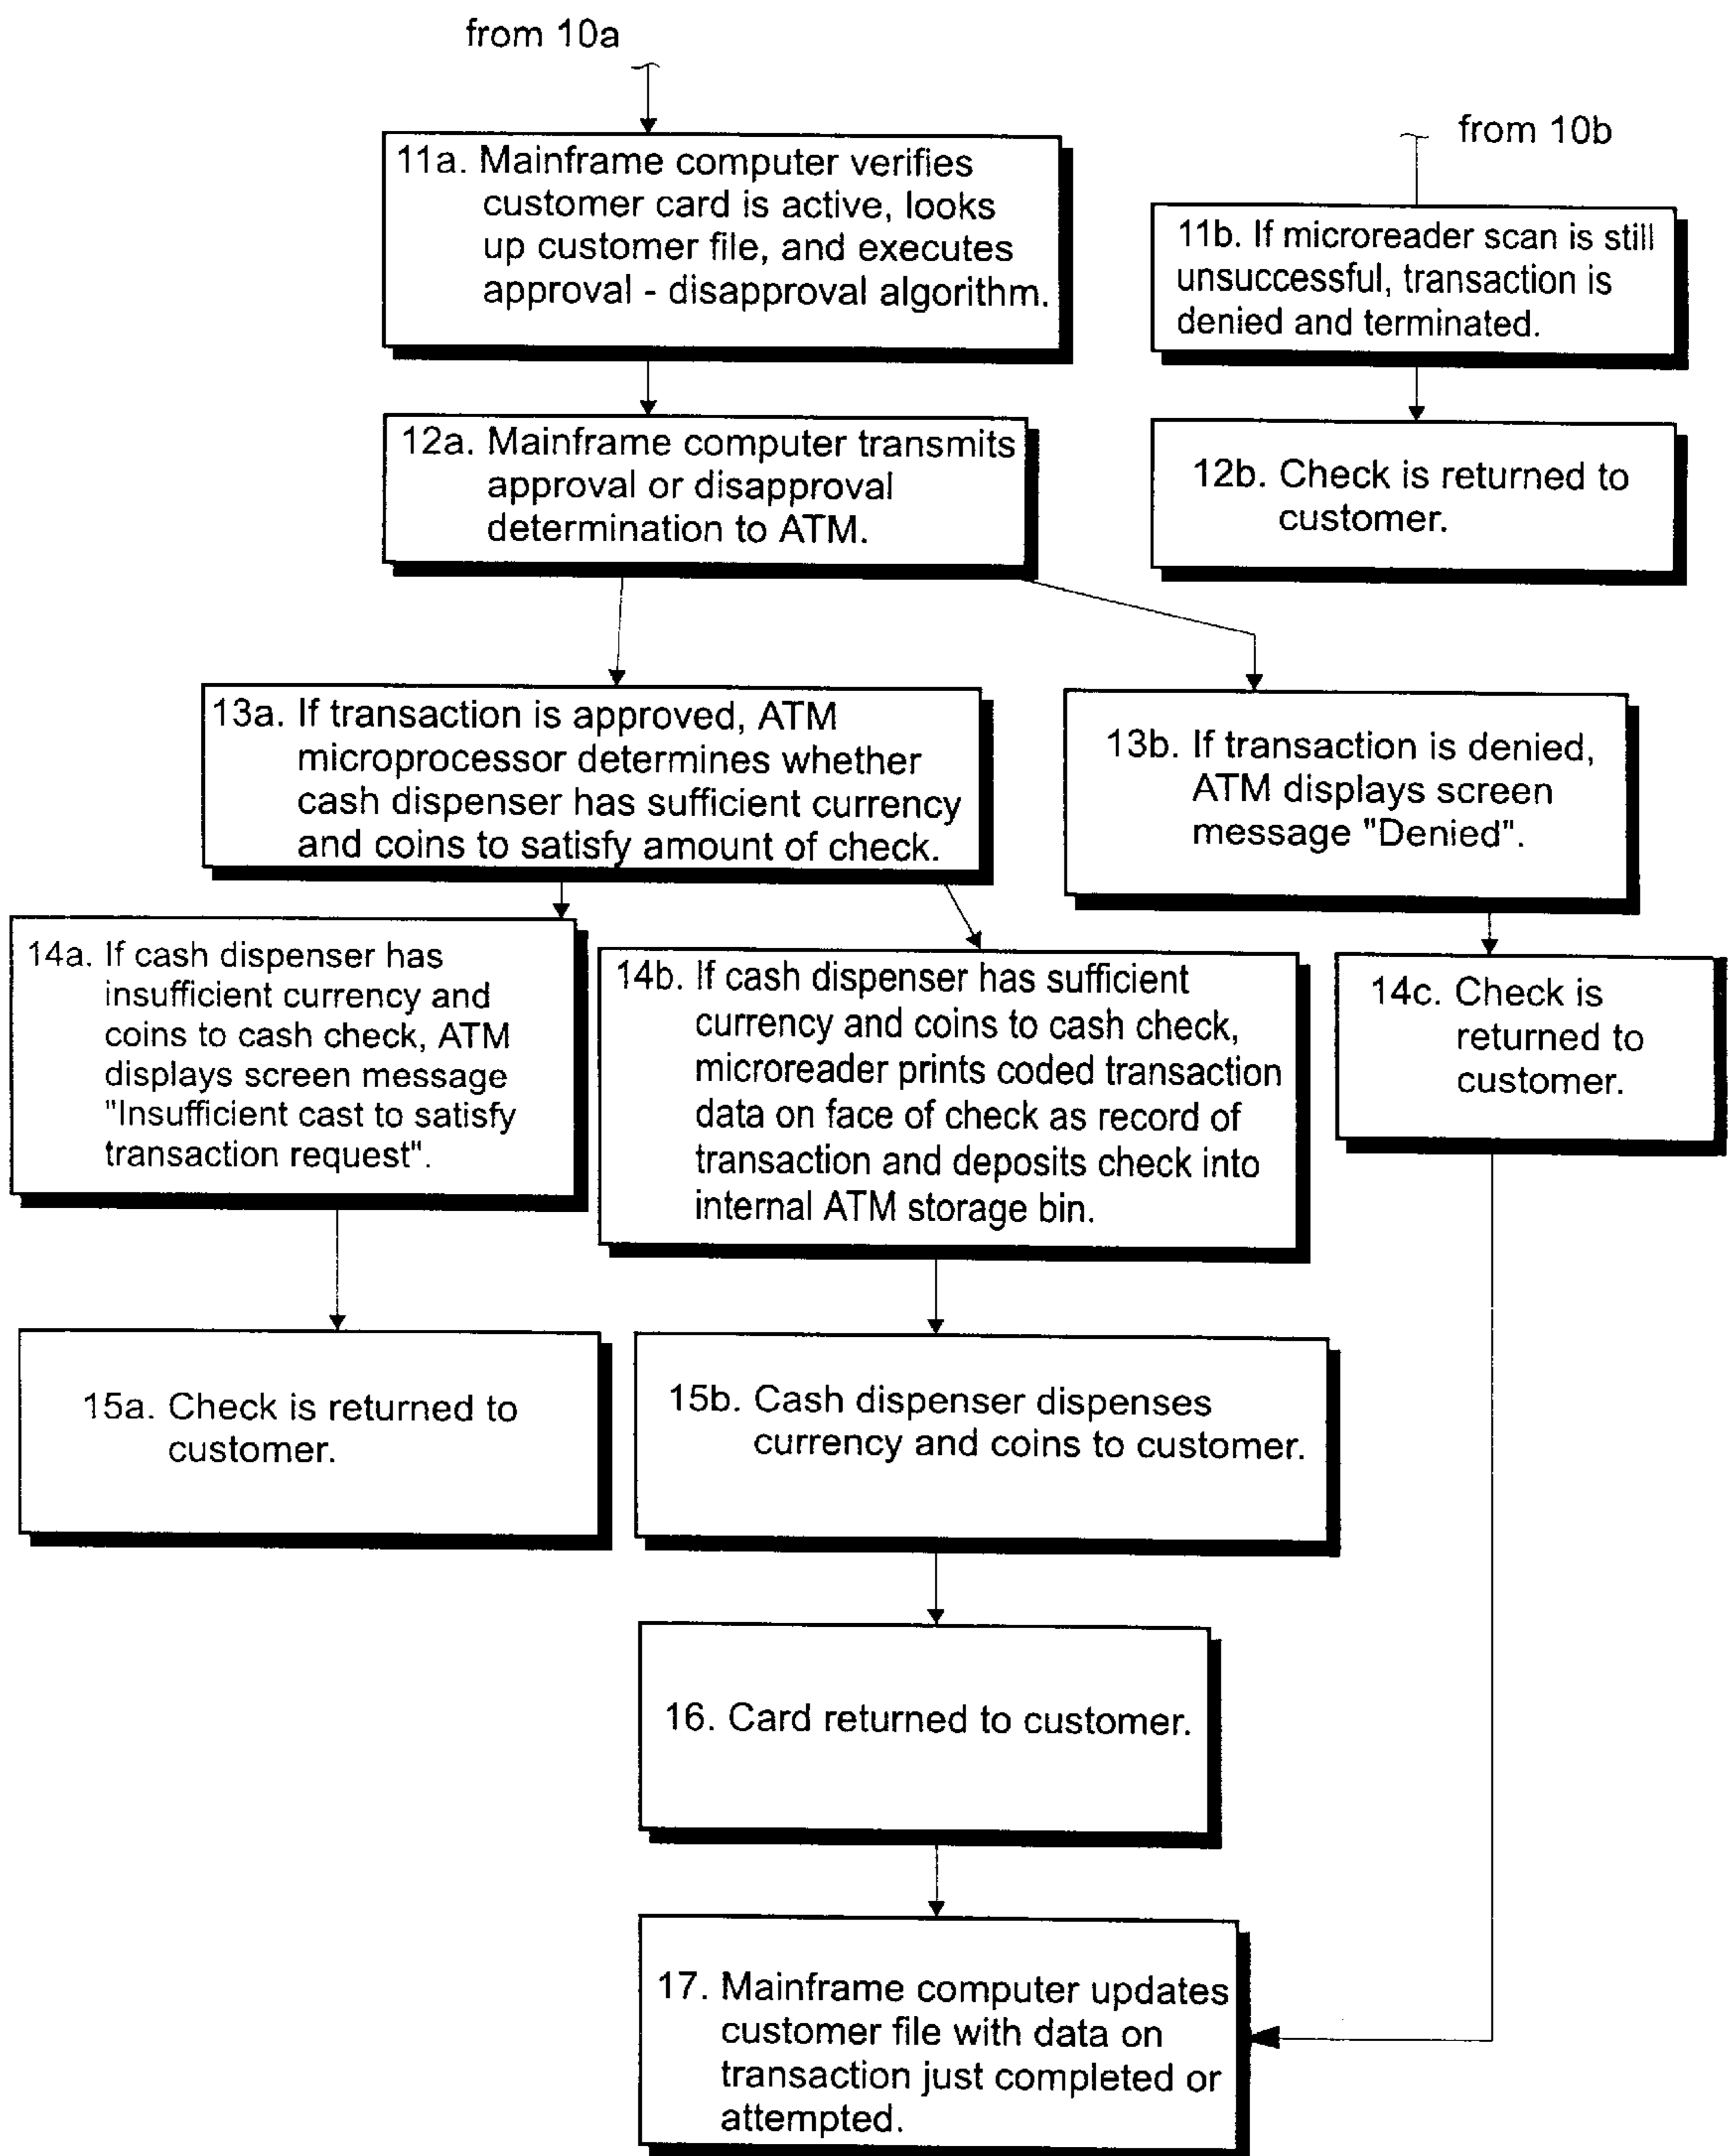 from 10a
from 10b
11a. Mainframe computer verifies
customer card is active, looks
up customer file, and executes
approval - disapproval algorithm.
11b. If microreader scan is still
unsuccessful, transaction is
denied and terminated.
12a. Mainframe computer transmits
approval or disapproval
determination to ATM.
12b. Check is returned to
customer.
13a. If transaction is approved, ATM
microprocessor determines whether
cash dispenser has sufficient currency
and coins to satisfy amount of check.
13b. If transaction is denied,
ATM displays screen
message "Denied".
14a. If cash dispenser has
insufficient currency and
coins to cash check, ATM
displays screen message
"Insufficient cast to satisfy
transaction request".
14b. If cash dispenser has sufficient
currency and coins to cash check,
microreader prints coded transaction
data on face of check as record of
transaction and deposits check into
internal ATM storage bin.
14c. Check is
returned to
customer.
15a. Check is returned to
customer.
15b. Cash dispenser dispenses
currency and coins to customer.
16. Card returned to customer.
17. Mainframe computer updates
customer file with data on
transaction just completed or
attempted.